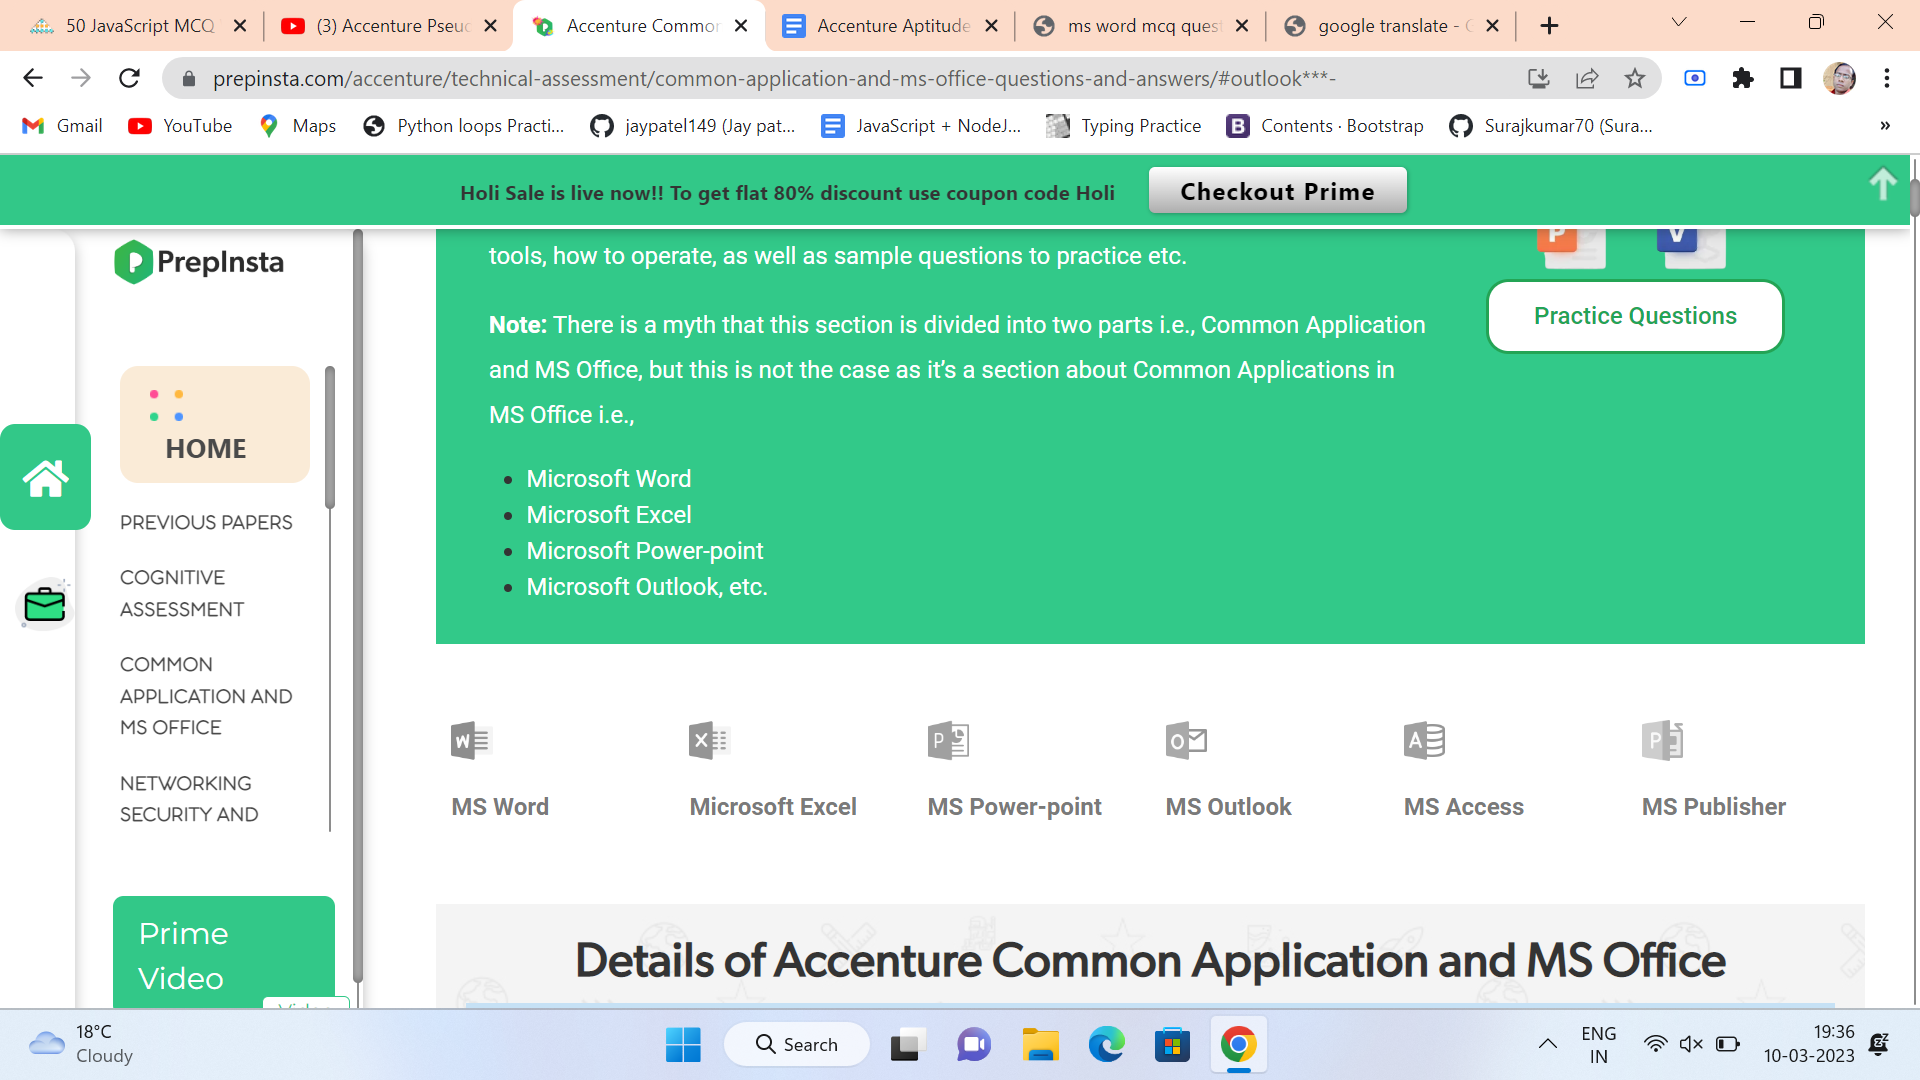 50 JavaScript MCQ
(3) Accenture Pseud
Accenture Common
Accenture Aptitude
ms word mcq quest
google translate - G
prepinsta.com/accenture/technical-assessment/common-application-and-ms-office-questions-and-answers/#outlook***-
Gmail
YouTube
Maps
Python loops Practi...
jaypatel149 (Jay pat...
JavaScript + NodeJ...
Typing Practice
B
Contents · Bootstrap
Surajkumar70 (Sura...
»
Holi Sale is live now!! To get flat 80% discount use coupon code Holi
Checkout Prime
PrepInsta
HOME
PREVIOUS PAPERS
COGNITIVE
ASSESSMENT
COMMON
APPLICATION AND
MS OFFICE
NETWORKING
SECURITY AND
Prime
Video
tools, how to operate, as well as sample questions to practice etc.
Note: There is a myth that this section is divided into two parts i.e., Common Application
and MS Office, but this is not the case as it’s a section about Common Applications in
MS Office i.e.,
• Microsoft Word
• Microsoft Excel
• Microsoft Power-point
• Microsoft Outlook, etc.
P
V
Practice Questions
MS Word
Microsoft Excel
MS Power-point
MS Outlook
MS Access
MS Publisher
Details of Accenture Common Application and MS Office
18°C
Cloudy
Search
ENG
IN
19:36
10-03-2023